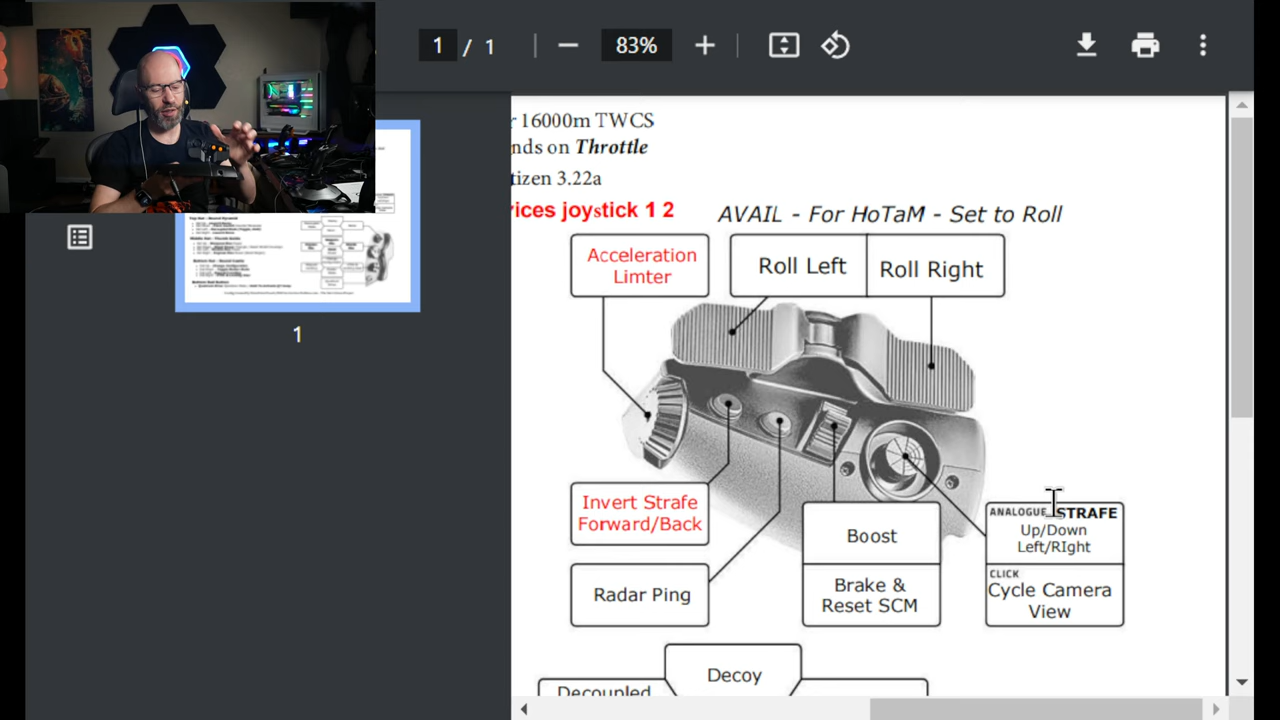 1 / 1
83%
r 16000m TWCS
nds on Throttle
tizen 3.22a
vices joystick 1 2
AVAIL - For HoTaM - Set to Roll
Acceleration
Limter
Roll Left
Roll Right
Invert Strafe
Forward/Back
Radar Ping
Boost
Brake &
Reset SCM
ANALOGUE STRAFE
Up/Down
Left/RIght
CLICK
Cycle Camera
View
Decoy
Decoupled
1